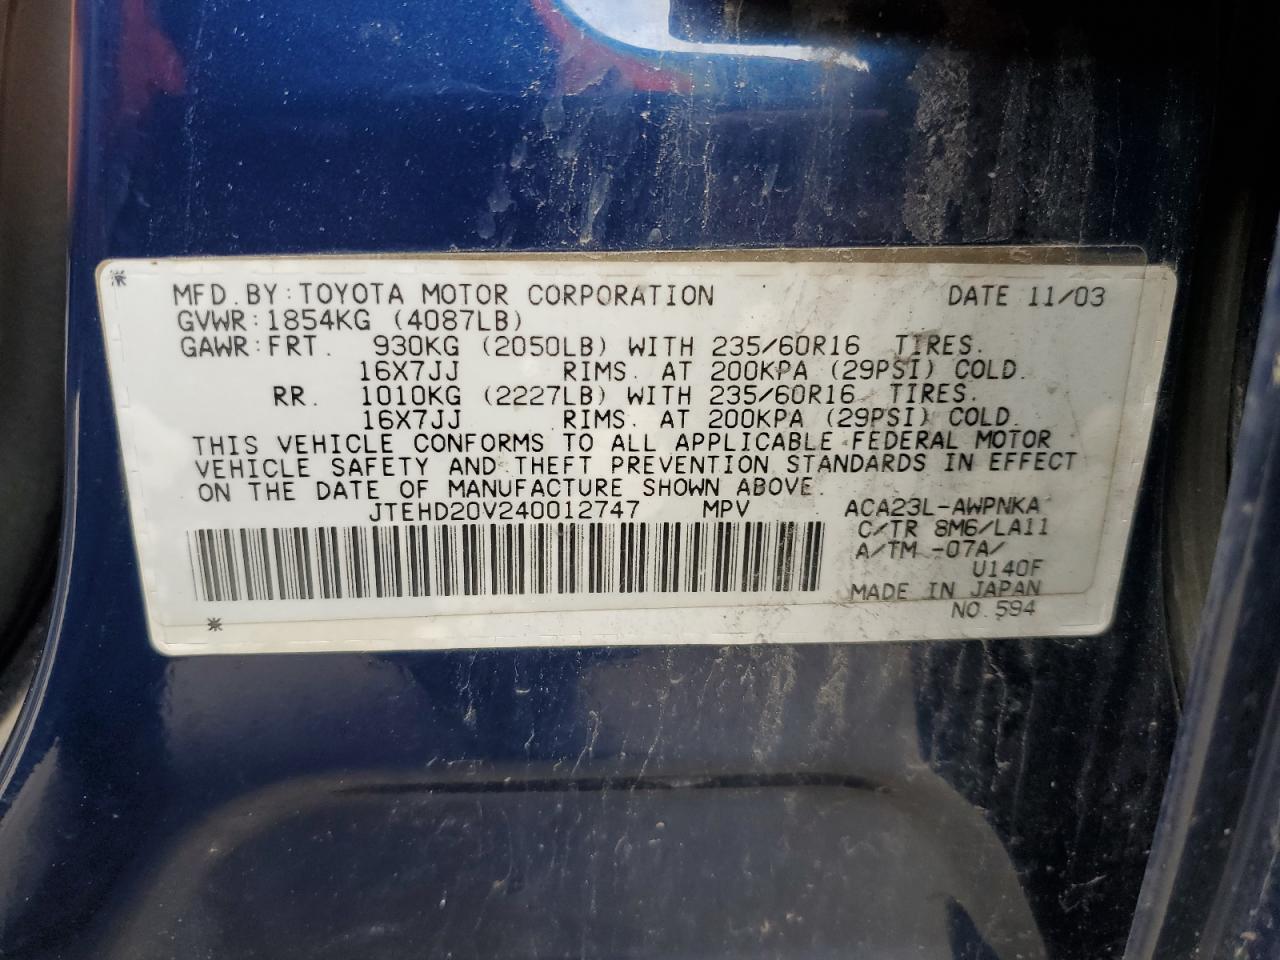 MFD. BY: TOYOTA MOTOR CORPORATION DATE 11/03
GVWR: 1854KG (4087LB)
GAWR: FRT. 930KG (2050LB) WITH 235/60R16 TIRES.
16X7JJ RIMS. AT 200KPA (29PSI) COLD.
RR. 1010KG (2227LB) WITH 235/60R16 TIRES.
16X7JJ RIMS. AT 200KPA (29PSI) COLD.
THIS VEHICLE CONFORMS TO ALL APPLICABLE FEDERAL MOTOR
VEHICLE SAFETY AND THEFT PREVENTION STANDARDS IN EFFECT
ON THE DATE OF MANUFACTURE SHOWN ABOVE.
JTEHD20V240012747 MPV ACA23L-AWPNKA
C/TR 8M6/LA11
A/TM -07A/
U140F
MADE IN JAPAN
NO. 594